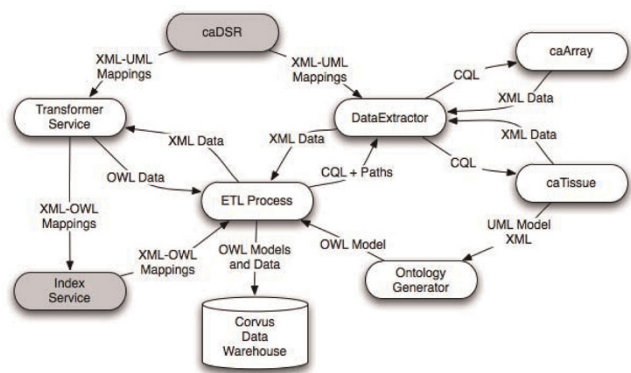 caDSR
XML-UML
Mappings
XML-UML
Mappings
CQL
caArray
XML Data
Transformer
Service
DataExtractor
XML Data
XML Data
XML Data
CQL
OWL Data
CQL + Paths
caTissue
ETL Process
XML-OWL
Mappings
UML Model
XML
XML-OWL
Mappings
OWL Models
and Data
OWL Model
Index
Service
Ontology
Generator
Corvus
Data
Warehouse